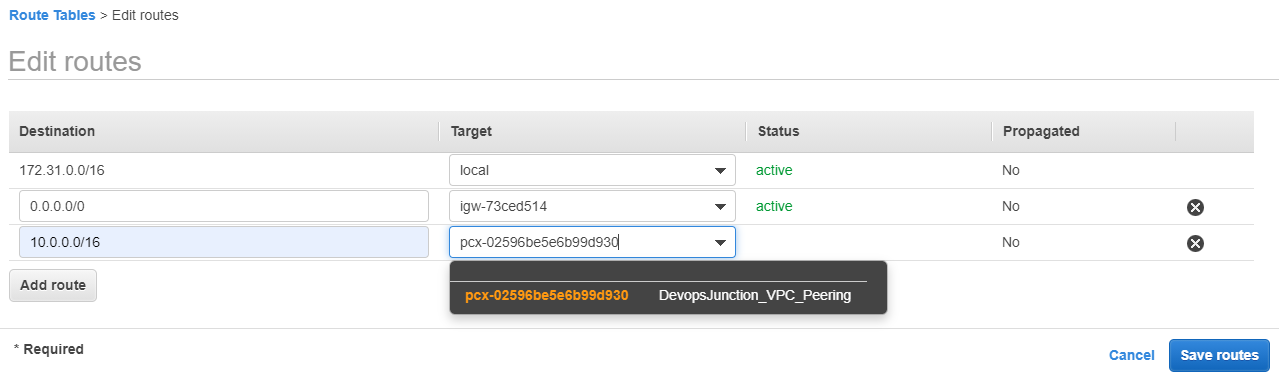 Route Tables > Edit routes
Edit routes
Destination Target Status Propagated
172.31.0.0/16 local active No
0.0.0.0/0 igw-73ced514 active No
10.0.0.0/16 pcx-02596be5e6b99d930 No
pcx-02596be5e6b99d930 DevopsJunction_VPC_Peering
Add route
* Required
Cancel Save routes